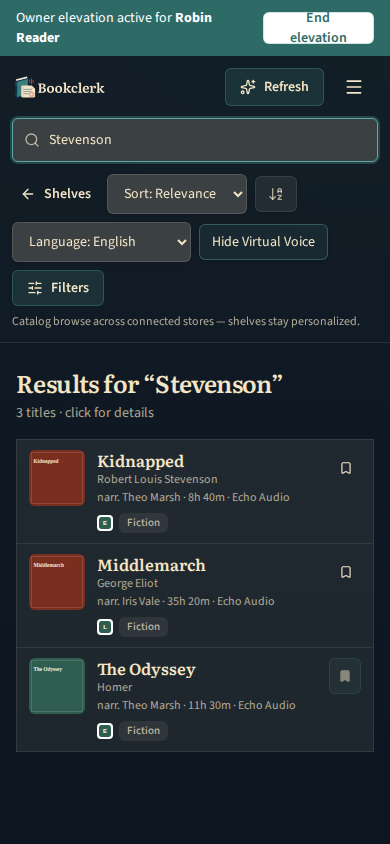 Owner elevation active for Robin
Reader
End
elevation
Bookclerk
Refresh
Stevenson
Shelves
Sort: Relevance
Language: English
Hide Virtual Voice
Filters
Catalog browse across connected stores — shelves stay personalized.
Results for “Stevenson”
3 titles · click for details
Kidnapped
Kidnapped
Robert Louis Stevenson
narr. Theo Marsh · 8h 40m · Echo Audio
E
Fiction
Middlemarch
Middlemarch
George Eliot
narr. Iris Vale · 35h 20m · Echo Audio
L
Fiction
The Odyssey
The Odyssey
Homer
narr. Theo Marsh · 11h 30m · Echo Audio
E
Fiction